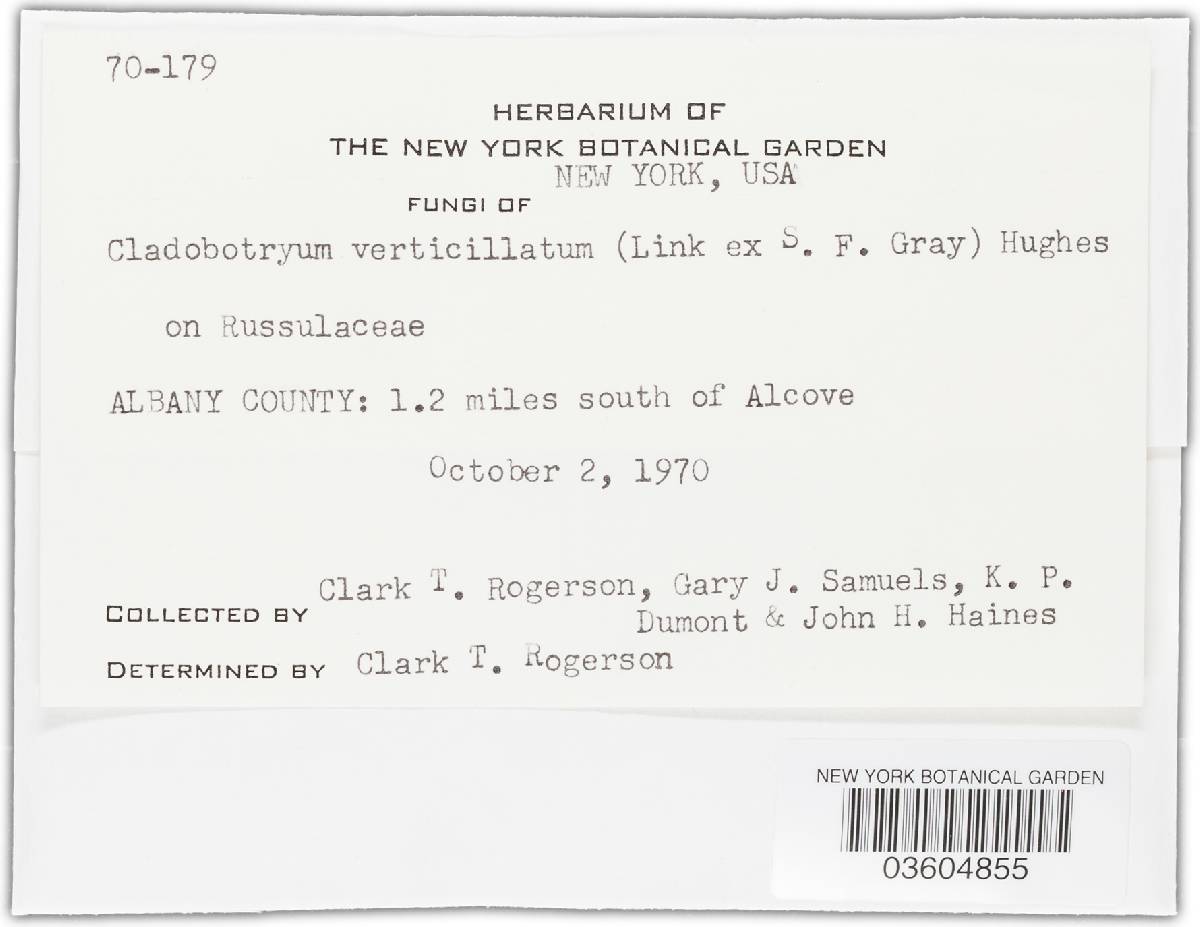 70-179
HERBARIUM OF
THE NEW YORK BOTANICAL GARDEN
NEW YORK, USA
FUNGI OF
Cladobotryum verticillatum (Link ex S. F. Gray) Hughes
on Russulaceae
ALBANY COUNTY: 1.2 miles south of Alcove
October 2, 1970
COLLECTED BY Clark T. Rogerson, Gary J. Samuels, K. P.
Dumont & John H. Haines
DETERMINED BY Clark T. Rogerson
NEW YORK BOTANICAL GARDEN
03604855